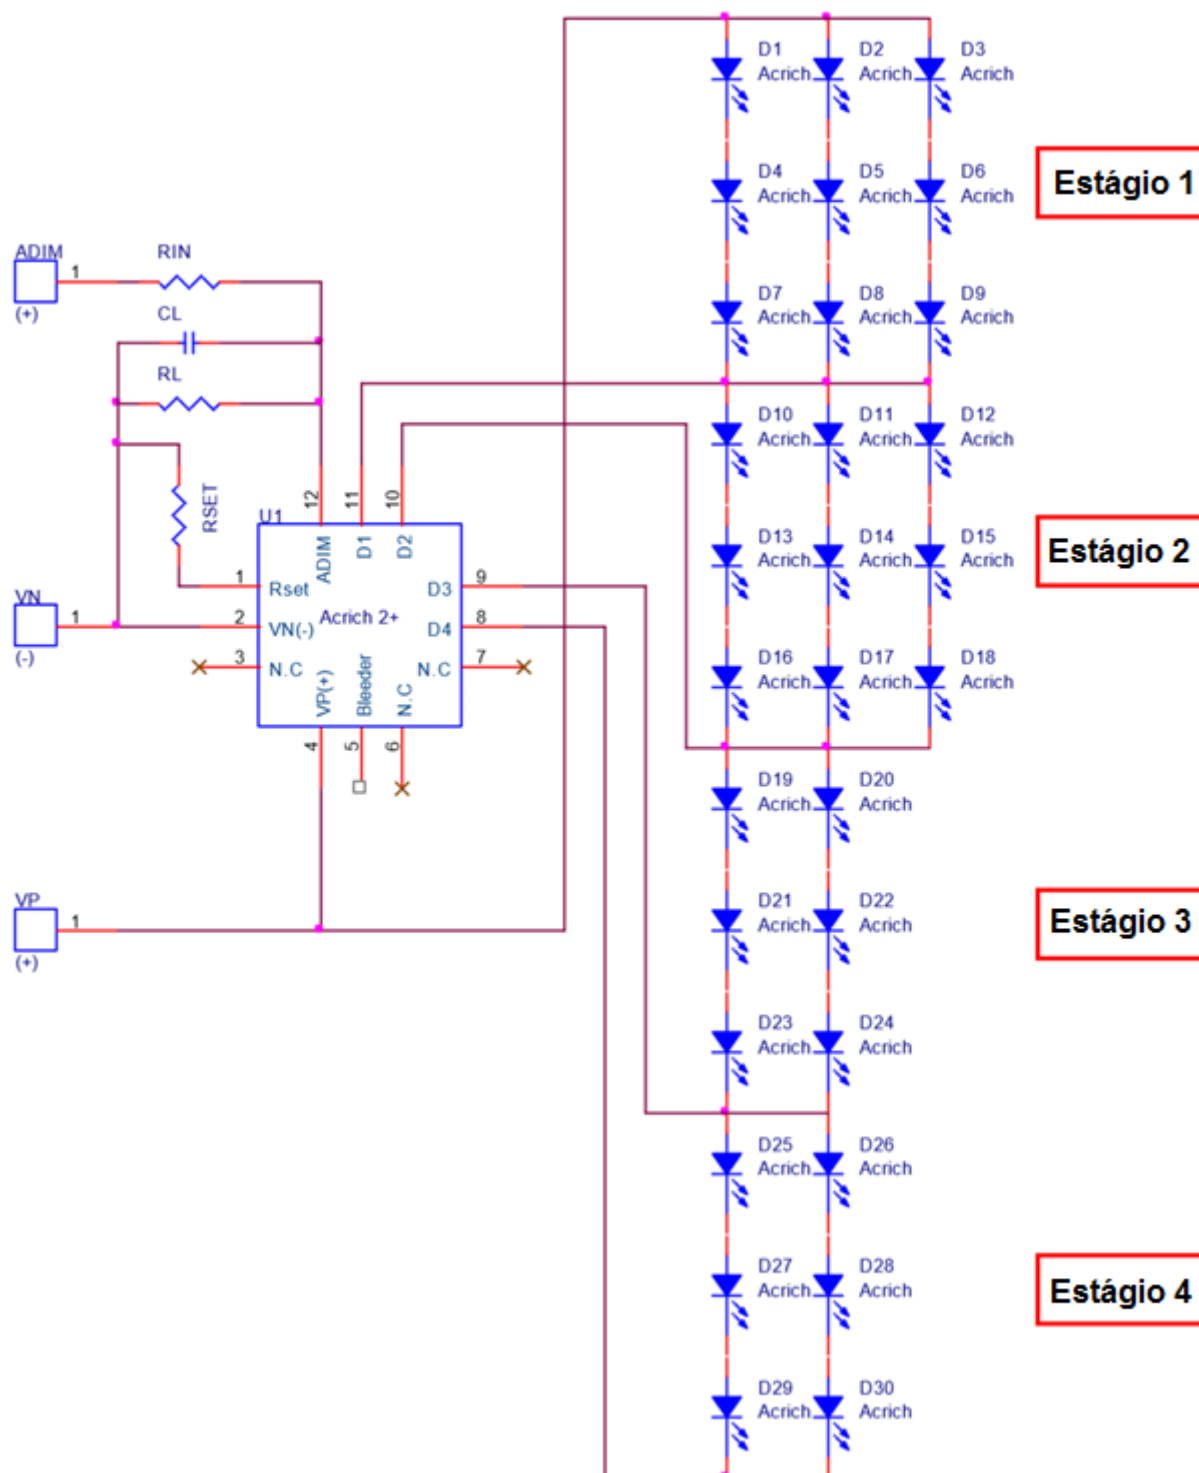 D1 D2 D3
Acrich Acrich Acrich
D4 D5 D6
Acrich Acrich Acrich
Estágio 1
ADIM
1
(+)
RIN
CL
RL
D7 D8 D9
Acrich Acrich Acrich
D10 D11 D12
Acrich Acrich Acrich
RSET
U1
12 11 10
ADIM D1 D2
1 Rset
D3 9
Acrich 2+
VN
1
(-)
2 VN(-)
D4 8
3 N.C
N.C 7
VP(+) Bleeder N.C
4 5 6
D13 D14 D15
Acrich Acrich Acrich
Estágio 2
D16 D17 D18
Acrich Acrich Acrich
D19 D20
Acrich Acrich
VP
1
(+)
D21 D22
Acrich Acrich
Estágio 3
D23 D24
Acrich Acrich
D25 D26
Acrich Acrich
D27 D28
Acrich Acrich
Estágio 4
D29 D30
Acrich Acrich